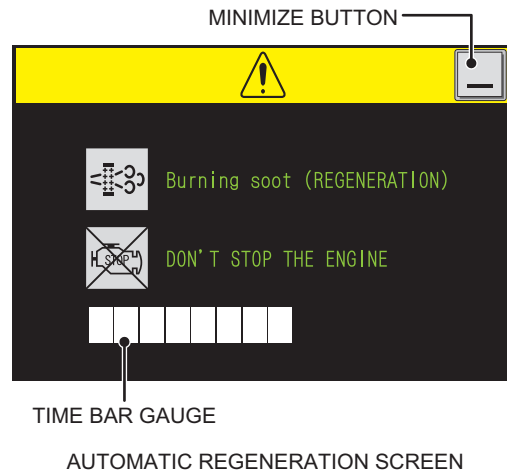 MINIMIZE BUTTON
Burning soot (REGENERATION)
STOP
DON'T STOP THE ENGINE
TIME BAR GAUGE
AUTOMATIC REGENERATION SCREEN